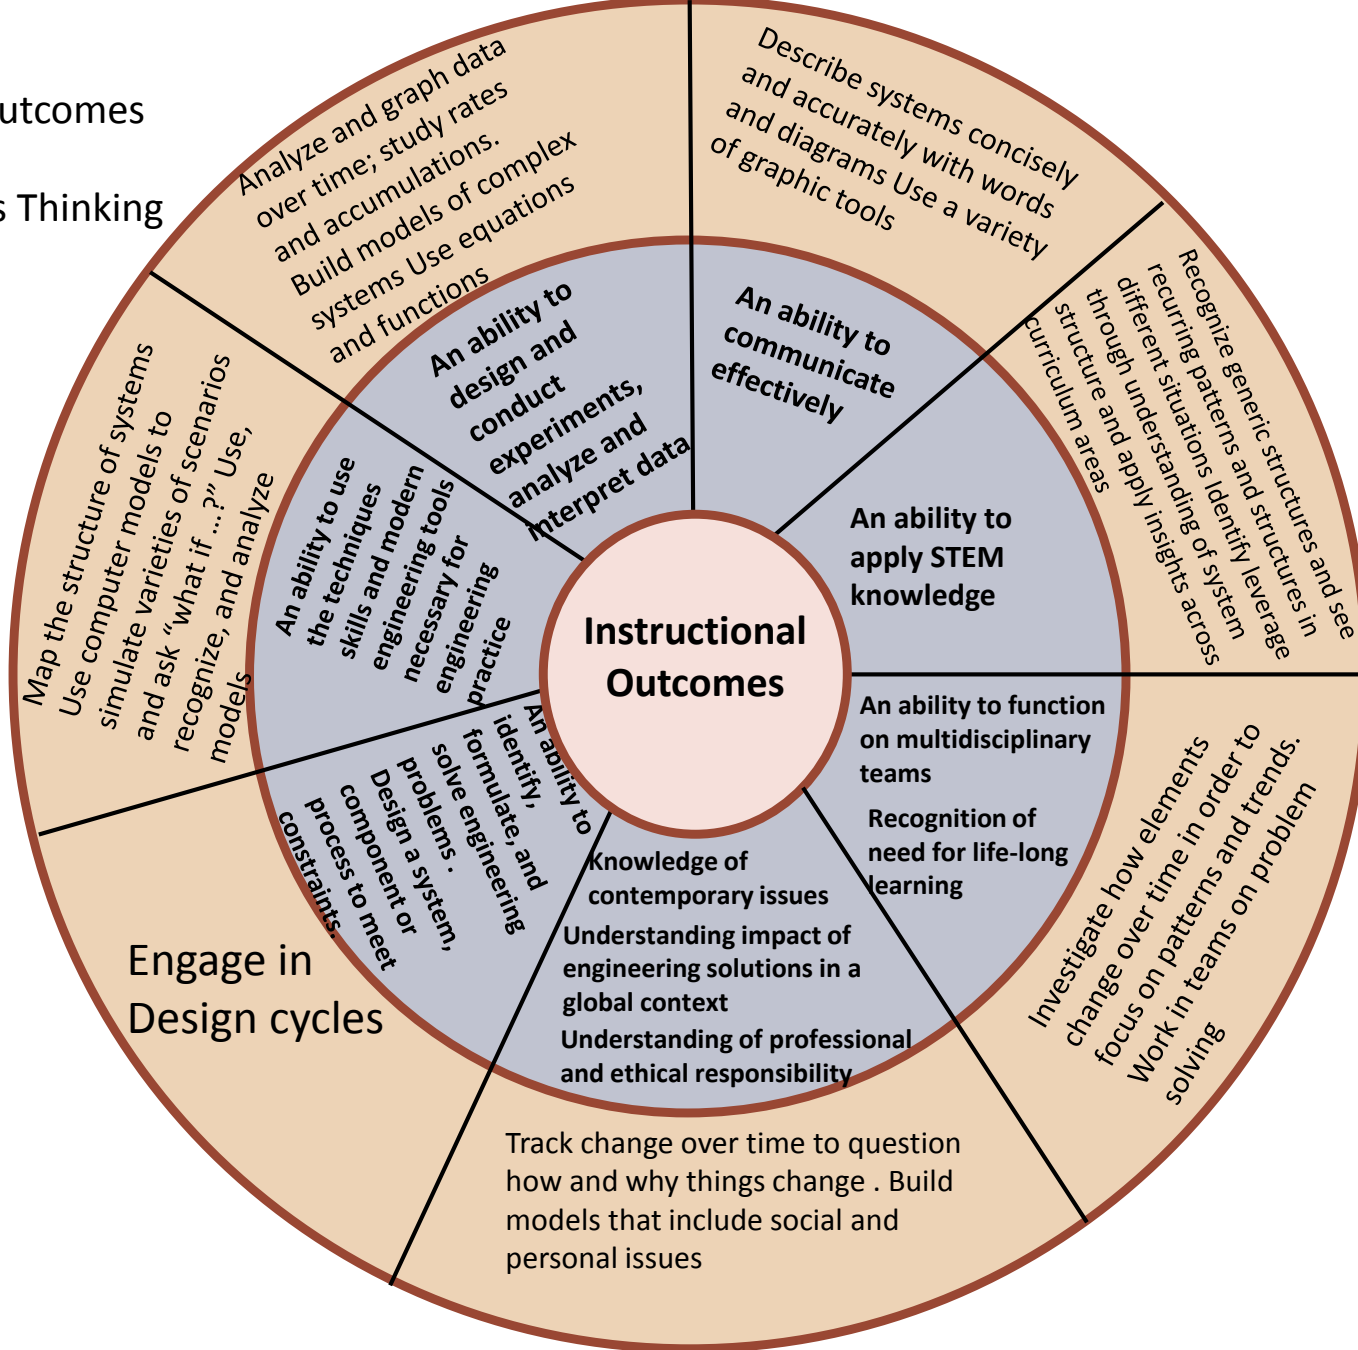 utcomes
s Thinking
Analyze and graph data
over time; study rates
and accumulations.
Build models of complex
systems Use equations
and functions
Describe systems concisely
and accurately with words
and diagrams Use a variety
of graphic tools
Recognize generic structures and see
recurring patterns and structures in
different situations Identify leverage
through understanding of system
structure and apply insights across
curriculum areas
Investigate how elements
change over time in order to
focus on patterns and trends.
Work in teams on problem
solving
Track change over time to question
how and why things change . Build
models that include social and
personal issues
Engage in
Design cycles
Map the structure of systems
Use computer models to
simulate varieties of scenarios
and ask “what if ...?” Use,
recognize, and analyze
models
An ability to
design and
conduct
experiments,
analyze and
interpret data
An ability to
communicate
effectively
An ability to
apply STEM
knowledge
An ability to function
on multidisciplinary
teams
Recognition of
need for life-long
learning
Knowledge of
contemporary issues
Understanding impact of
engineering solutions in a
global context
Understanding of professional
and ethical responsibility
An ability to
identify,
formulate, and
solve engineering
problems .
Design a system,
component or
process to meet
constraints.
An ability to use
the techniques
skills and modern
engineering tools
necessary for
engineering
practice
Instructional
Outcomes